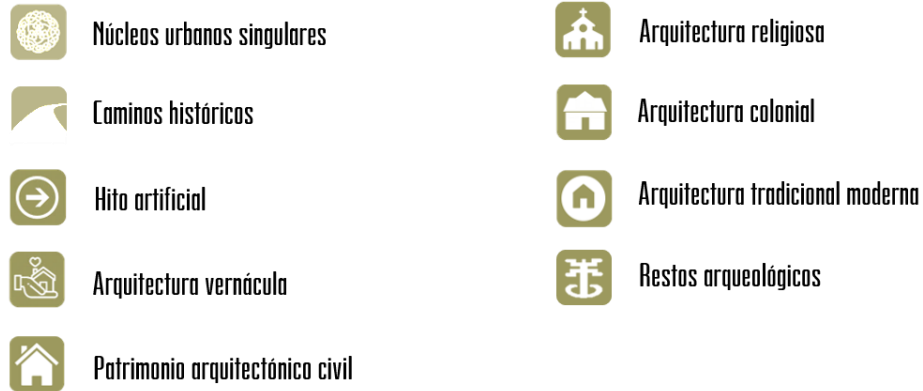 Núcleos urbanos singulares
Caminos históricos
Hito artificial
Arquitectura vernácula
Patrimonio arquitectónico civil
Arquitectura religiosa
Arquitectura colonial
Arquitectura tradicional moderna
Restos arqueológicos